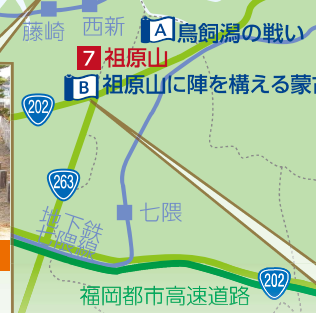 藤崎
西新
A 鳥飼潟の戦い
7 祖原山
B 祖原山に陣を構える蒙古
202
263
七隈
地下鉄
七隈線
202
福岡都市高速道路